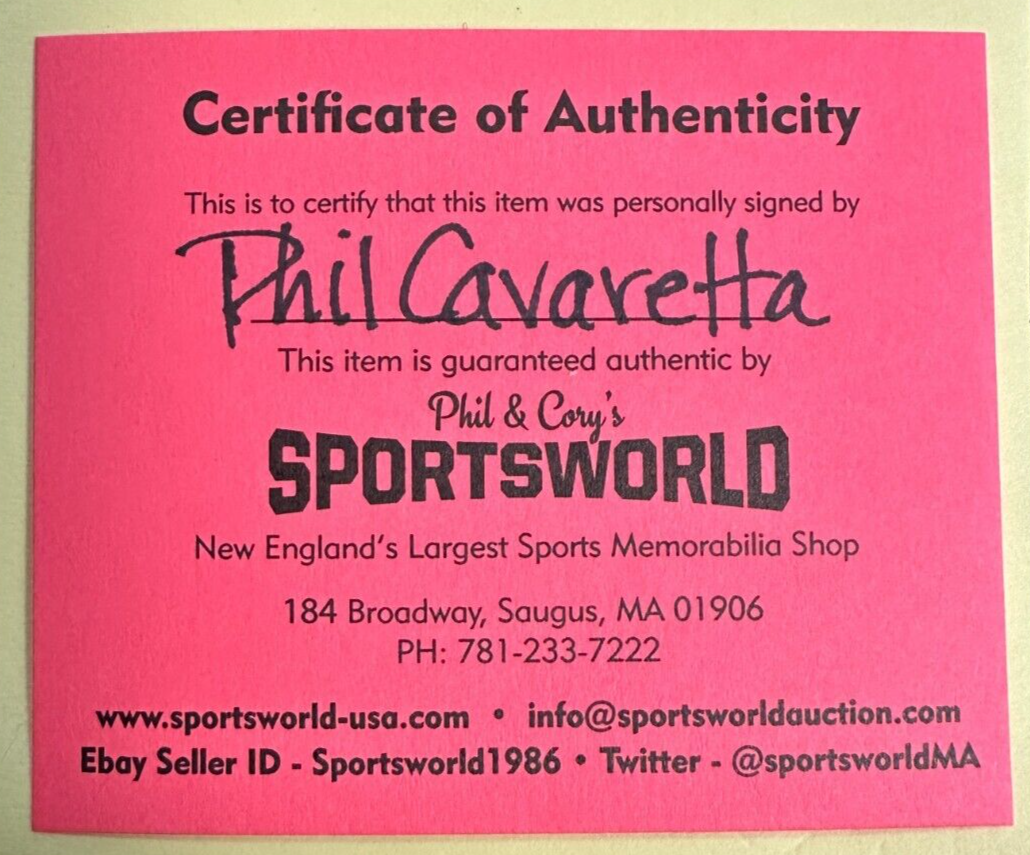 Certificate of Authenticity
This is to certify that this item was personally signed by
Phil Cavaretta
This item is guaranteed authentic by
Phil & Cory's
SPORTSWORLD
New England's Largest Sports Memorabilia Shop
184 Broadway, Saugus, MA 01906
PH: 781-233-7222
www.sportsworld-usa.com • info@sportsworldauction.com
Ebay Seller ID - Sportsworld1986 • Twitter - @sportsworldMA